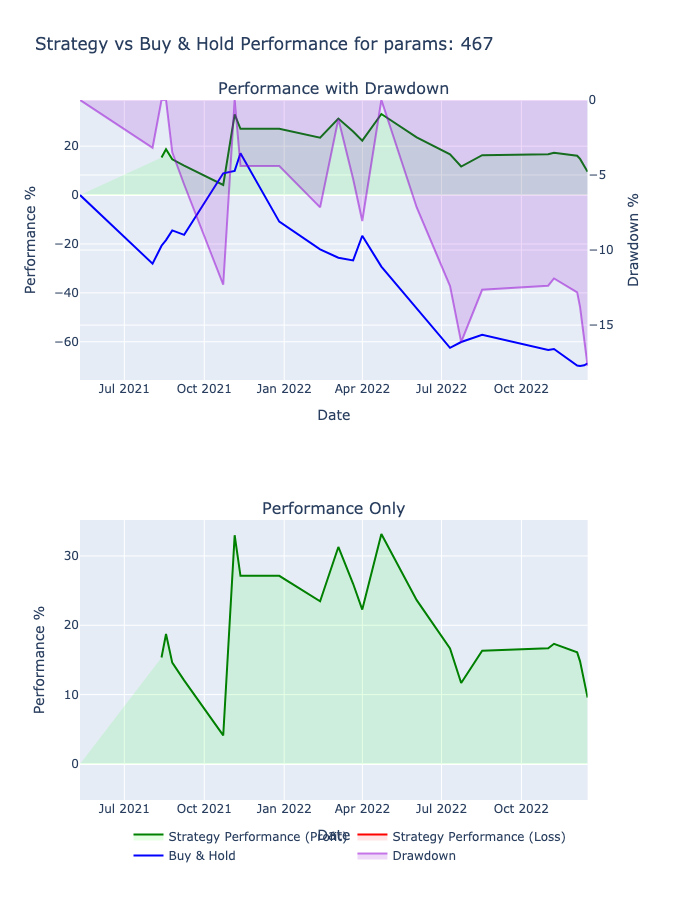 Strategy vs Buy & Hold Performance for params: 467
Performance with Drawdown
Performance %
20
0
−20
−40
−60
0
−5
−10
−15
Drawdown %
Jul 2021 Oct 2021 Jan 2022 Apr 2022 Jul 2022 Oct 2022
Date
Performance Only
Performance %
30
20
10
0
Jul 2021 Oct 2021 Jan 2022 Apr 2022 Jul 2022 Oct 2022
Date
Strategy Performance (Profit) Strategy Performance (Loss)
Buy & Hold Drawdown